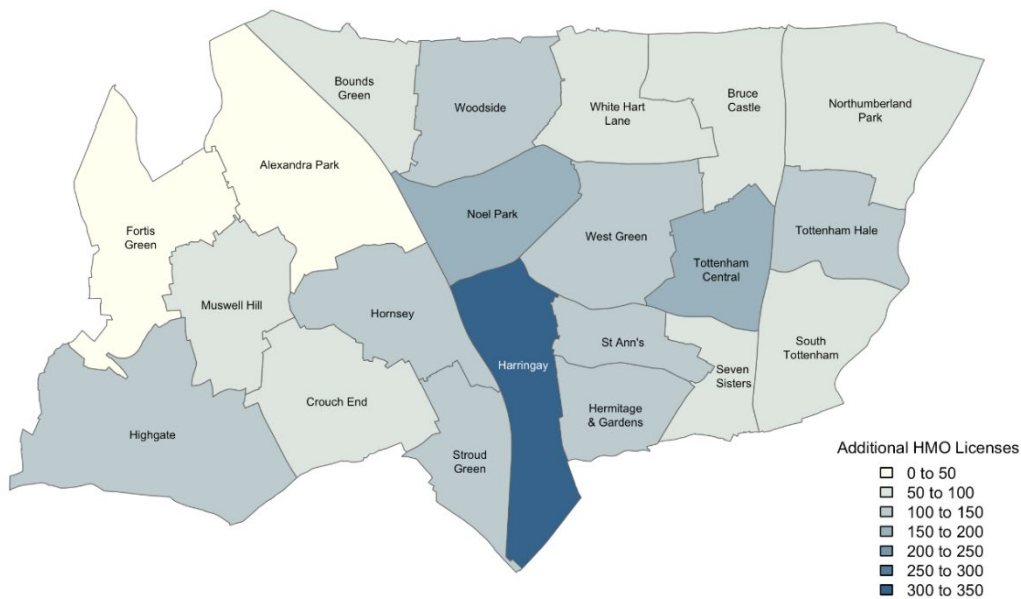 Bounds
Green
Woodside
White Hart
Lane
Bruce
Castle
Northumberland
Park
Alexandra Park
Fortis
Green
Noel Park
West Green
Tottenham Hale
Tottenham
Central
Muswell Hill
Hornsey
St Ann's
South
Tottenham
Harringay
Seven
Sisters
Crouch End
Hermitage
& Gardens
Highgate
Stroud
Green
Additional HMO Licenses
0 to 50
50 to 100
100 to 150
150 to 200
200 to 250
250 to 300
300 to 350